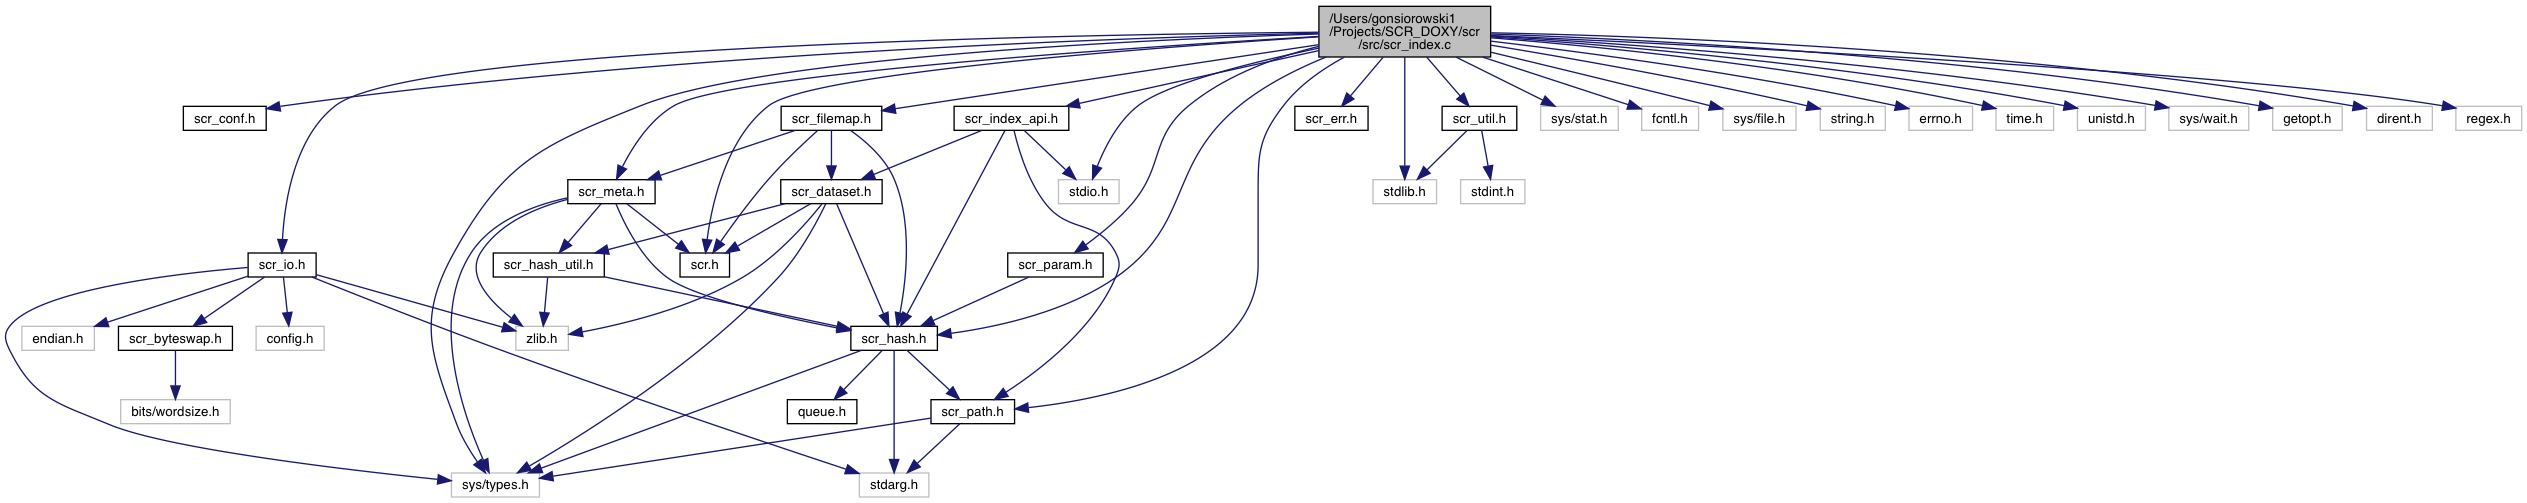 /Users/gonsiorowski1
/Projects/SCR_DOXY/scr
/src/scr_index.c
scr_conf.h
scr_filemap.h
scr_index_api.h
scr_err.h
scr_util.h
sys/stat.h
fcntl.h
sys/file.h
string.h
errno.h
time.h
unistd.h
sys/wait.h
getopt.h
dirent.h
regex.h
scr_meta.h
scr_dataset.h
stdio.h
stdlib.h
stdint.h
scr_io.h
scr_hash_util.h
scr.h
scr_param.h
endian.h
scr_byteswap.h
config.h
zlib.h
scr_hash.h
bits/wordsize.h
queue.h
scr_path.h
sys/types.h
stdarg.h